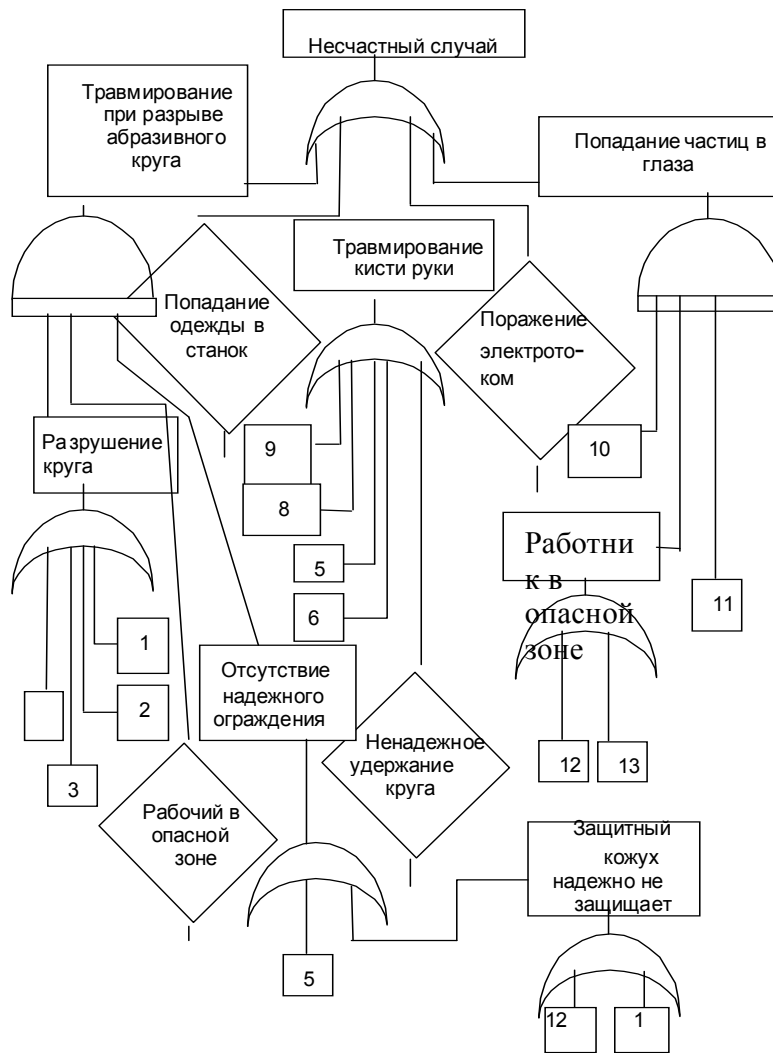 Несчастный случай
Травмирование
при разрыве
абразивного
круга
Попадание частиц в
глаза
Травмирование
кисти руки
Попадание
одежды в
станок
Поражение
электрото-
ком
Разрушение
круга
9
8
5
6
10
11
Работни
к в
опасной
зоне
1
2
3
Отсутствие
надежного
ограждения
Ненадежное
удержание
круга
12
13
Рабочий в
опасной
зоне
Защитный
кожух
надежно не
защищает
5
12
1